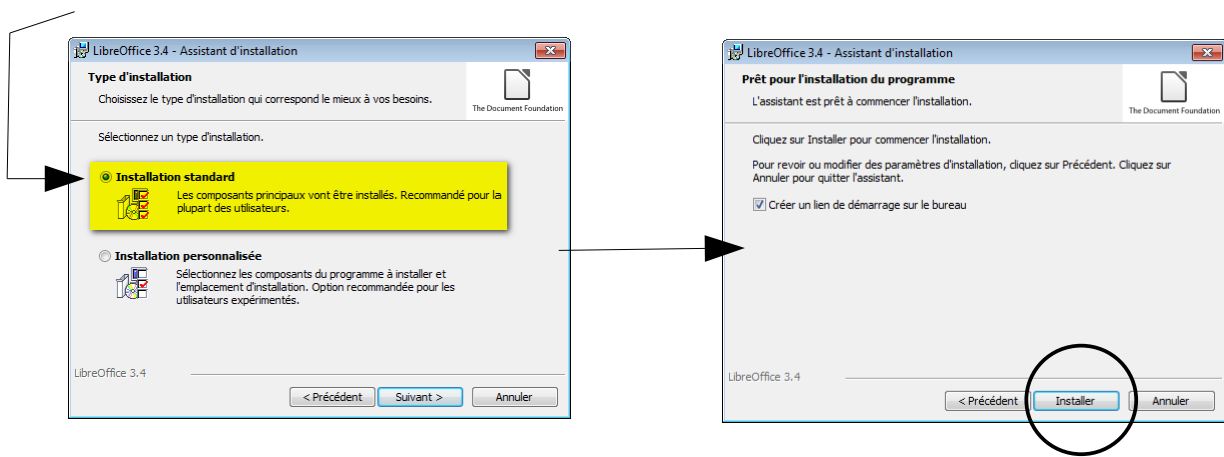 LibreOffice 3.4 - Assistant d'installation
Type d'installation
Choisissez le type d'installation qui correspond le mieux à vos besoins.
The Document Foundation
Sélectionnez un type d'installation.
Installation standard
Les composants principaux vont être installés. Recommandé pour la
plupart des utilisateurs.
Installation personnalisée
Sélectionnez les composants du programme à installer et
l'emplacement d'installation. Option recommandée pour les
utilisateurs expérimentés.
LibreOffice 3.4
< Précédent Suivant > Annuler
LibreOffice 3.4 - Assistant d'installation
Prêt pour l'installation du programme
L'assistant est prêt à commencer l'installation.
The Document Foundation
Cliquez sur Installer pour commencer l'installation.
Pour revoir ou modifier des paramètres d'installation, cliquez sur Précédent. Cliquez sur
Annuler pour quitter l'assistant.
Créer un lien de démarrage sur le bureau
LibreOffice 3.4
< Précédent Installer Annuler